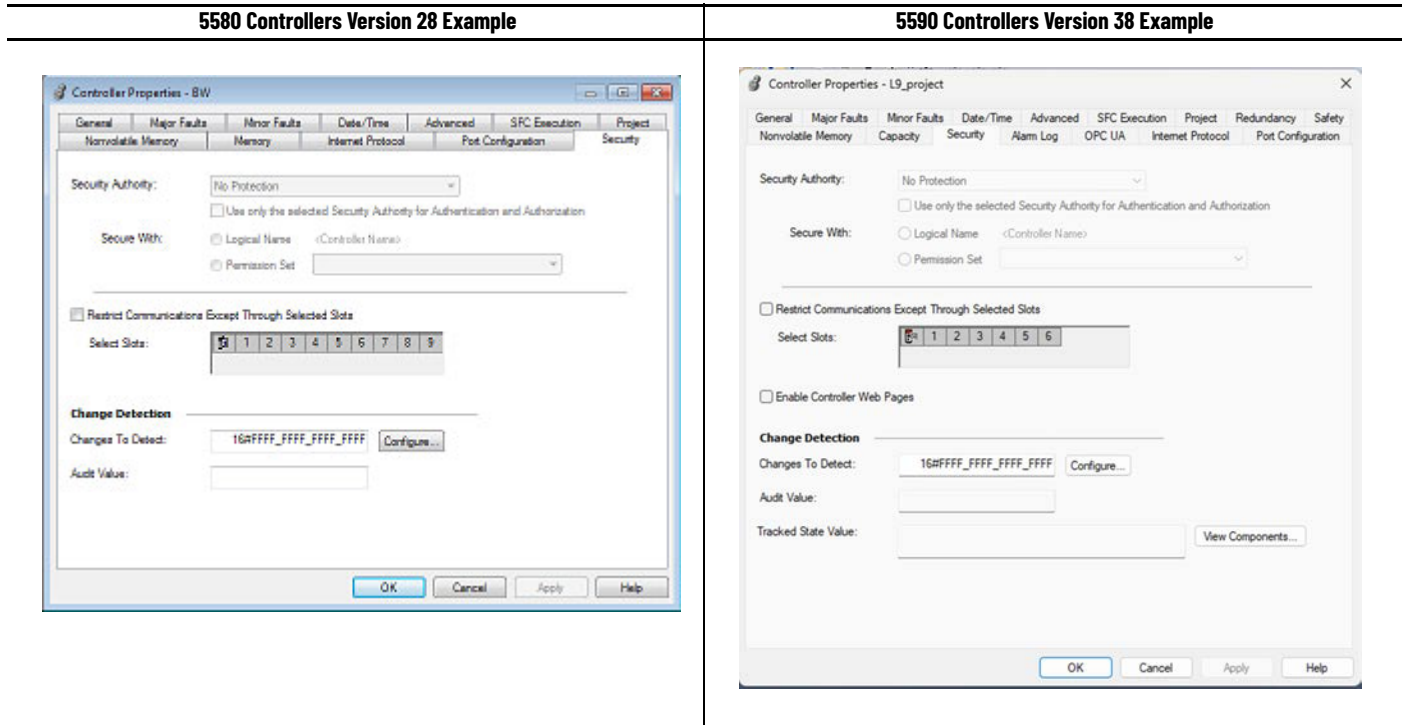 5580 Controllers Version 28 Example
Controller Properties - BW
General Major Faults Minor Faults Date/Time Advanced SFC Execution Project
Nonvolatile Memory Memory Internet Protocol Port Configuration Security
Security Authority: No Protection
Use only the selected Security Authority for Authentication and Authorization
Secure With: Logical Name <Controller Name>
Permission Set
Restrict Communications Except Through Selected Slots
Select Slots: 1 2 3 4 5 6 7 8 9
Change Detection
Changes To Detect: 16#FFFF_FFFF_FFFF_FFFF Configure...
Audit Value:
OK Cancel Apply Help
5590 Controllers Version 38 Example
Controller Properties - L9_project
General Major Faults Minor Faults Date/Time Advanced SFC Execution Project Redundancy Safety
Nonvolatile Memory Capacity Security Alarm Log OPC UA Internet Protocol Port Configuration
Security Authority: No Protection
Use only the selected Security Authority for Authentication and Authorization
Secure With: Logical Name <Controller Name>
Permission Set
Restrict Communications Except Through Selected Slots
Select Slots: 1 2 3 4 5 6
Enable Controller Web Pages
Change Detection
Changes To Detect: 16#FFFF_FFFF_FFFF_FFFF Configure...
Audit Value:
Tracked State Value: View Components...
OK Cancel Apply Help